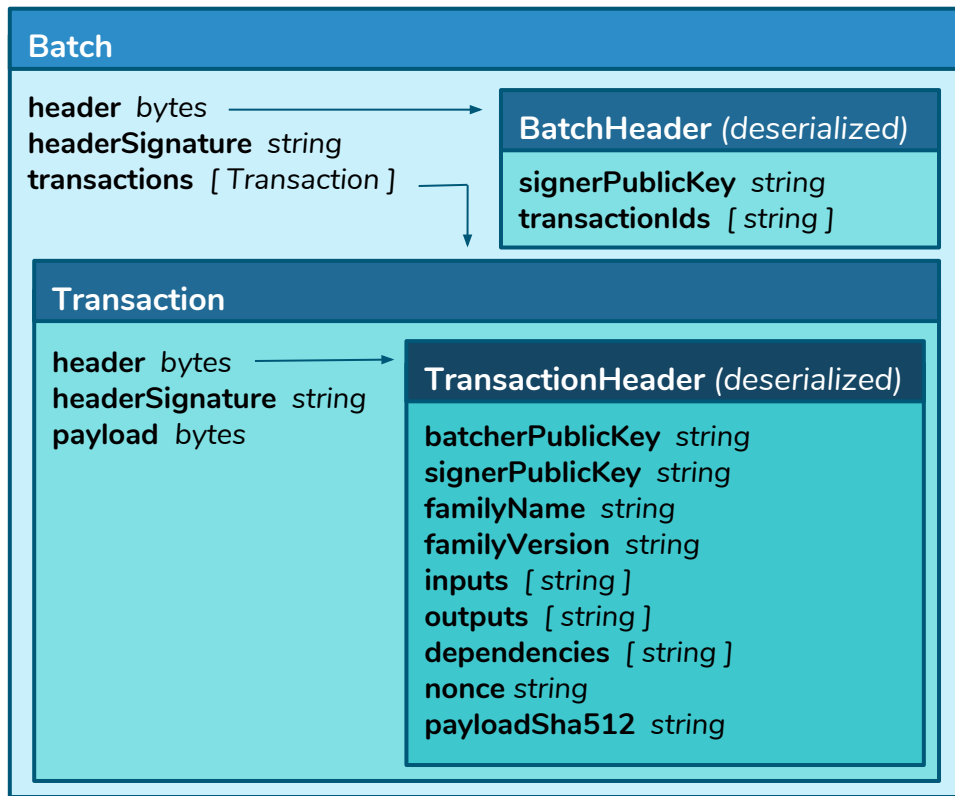 Batch
header bytes
headerSignature string
transactions [ Transaction ]
BatchHeader (deserialized)
signerPublicKey string
transactionIds [ string ]
Transaction
header bytes
headerSignature string
payload bytes
TransactionHeader (deserialized)
batcherPublicKey string
signerPublicKey string
familyName string
familyVersion string
inputs [ string ]
outputs [ string ]
dependencies [ string ]
nonce string
payloadSha512 string